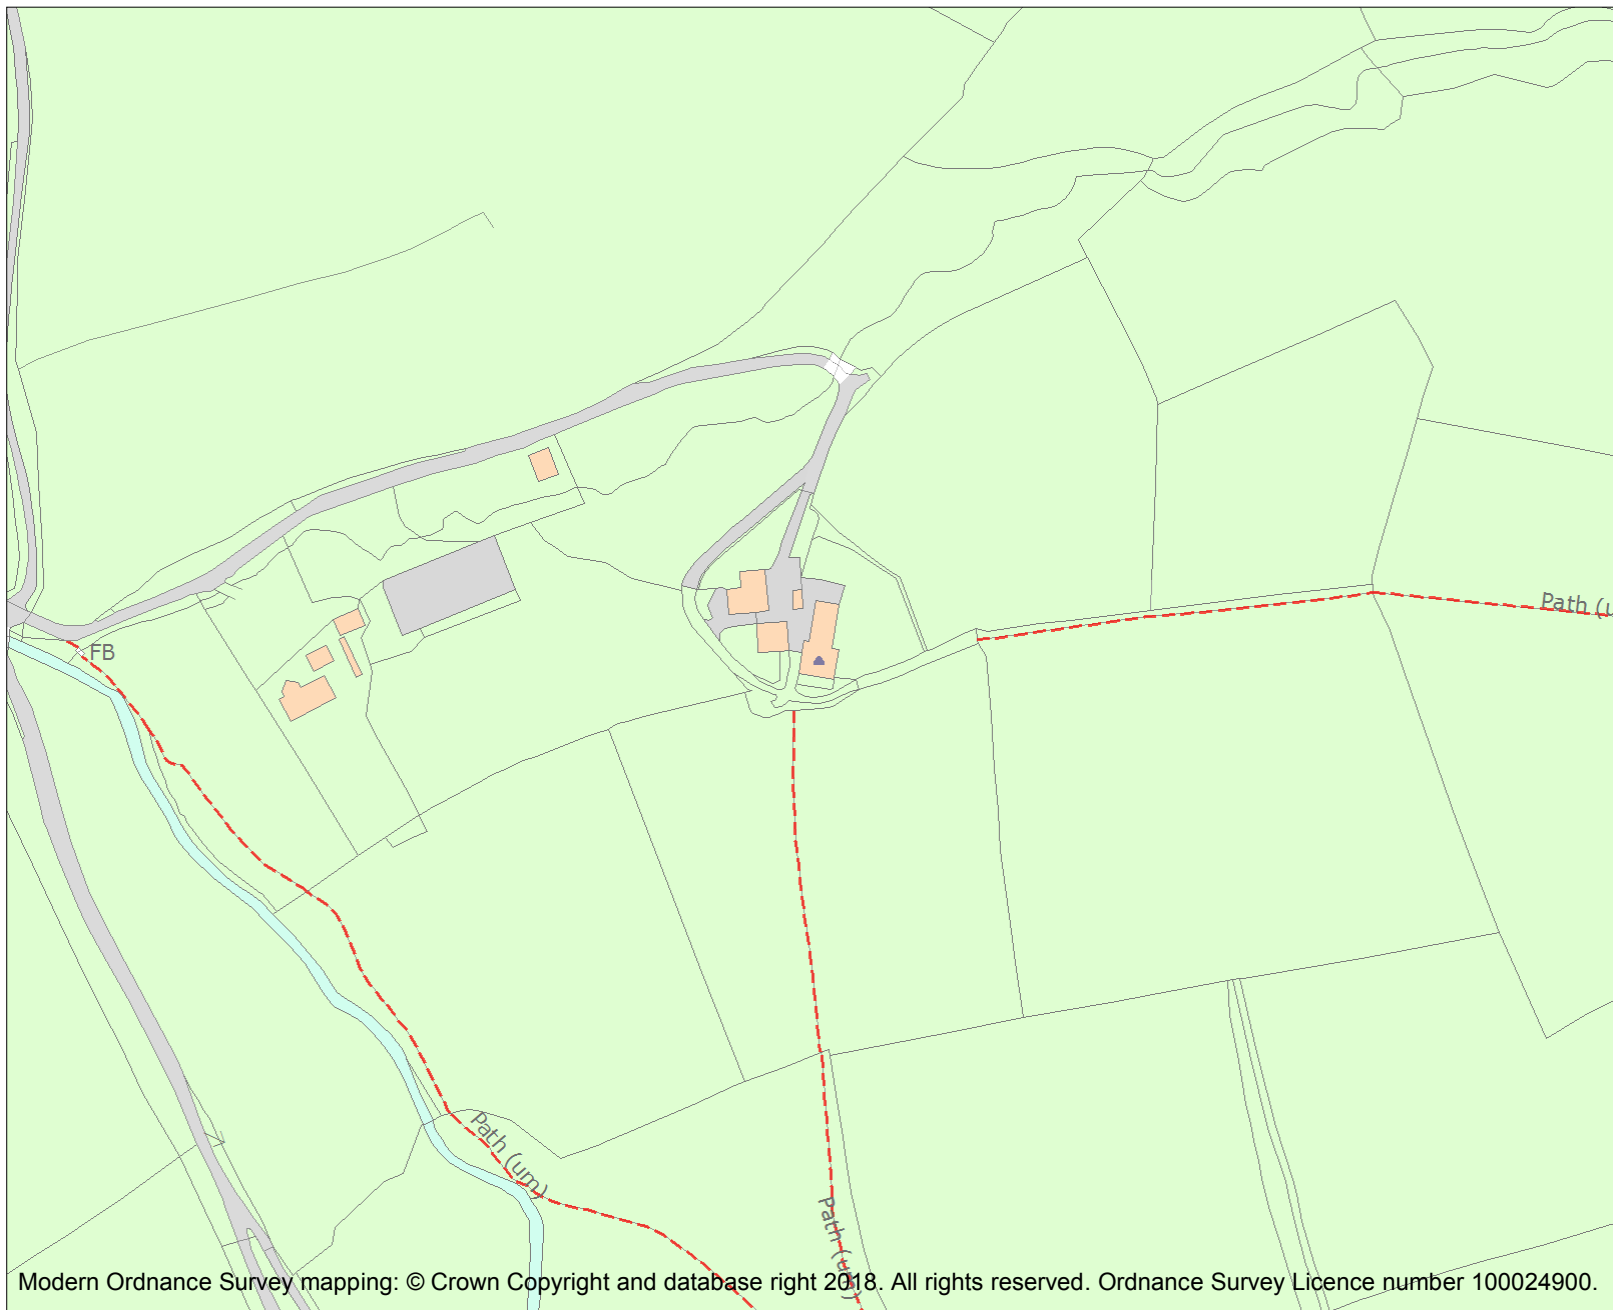 Path (u
FB
Path (um)
Path (um)
Modern Ordnance Survey mapping: © Crown Copyright and database right 2018. All rights reserved. Ordnance Survey Licence number 100024900.